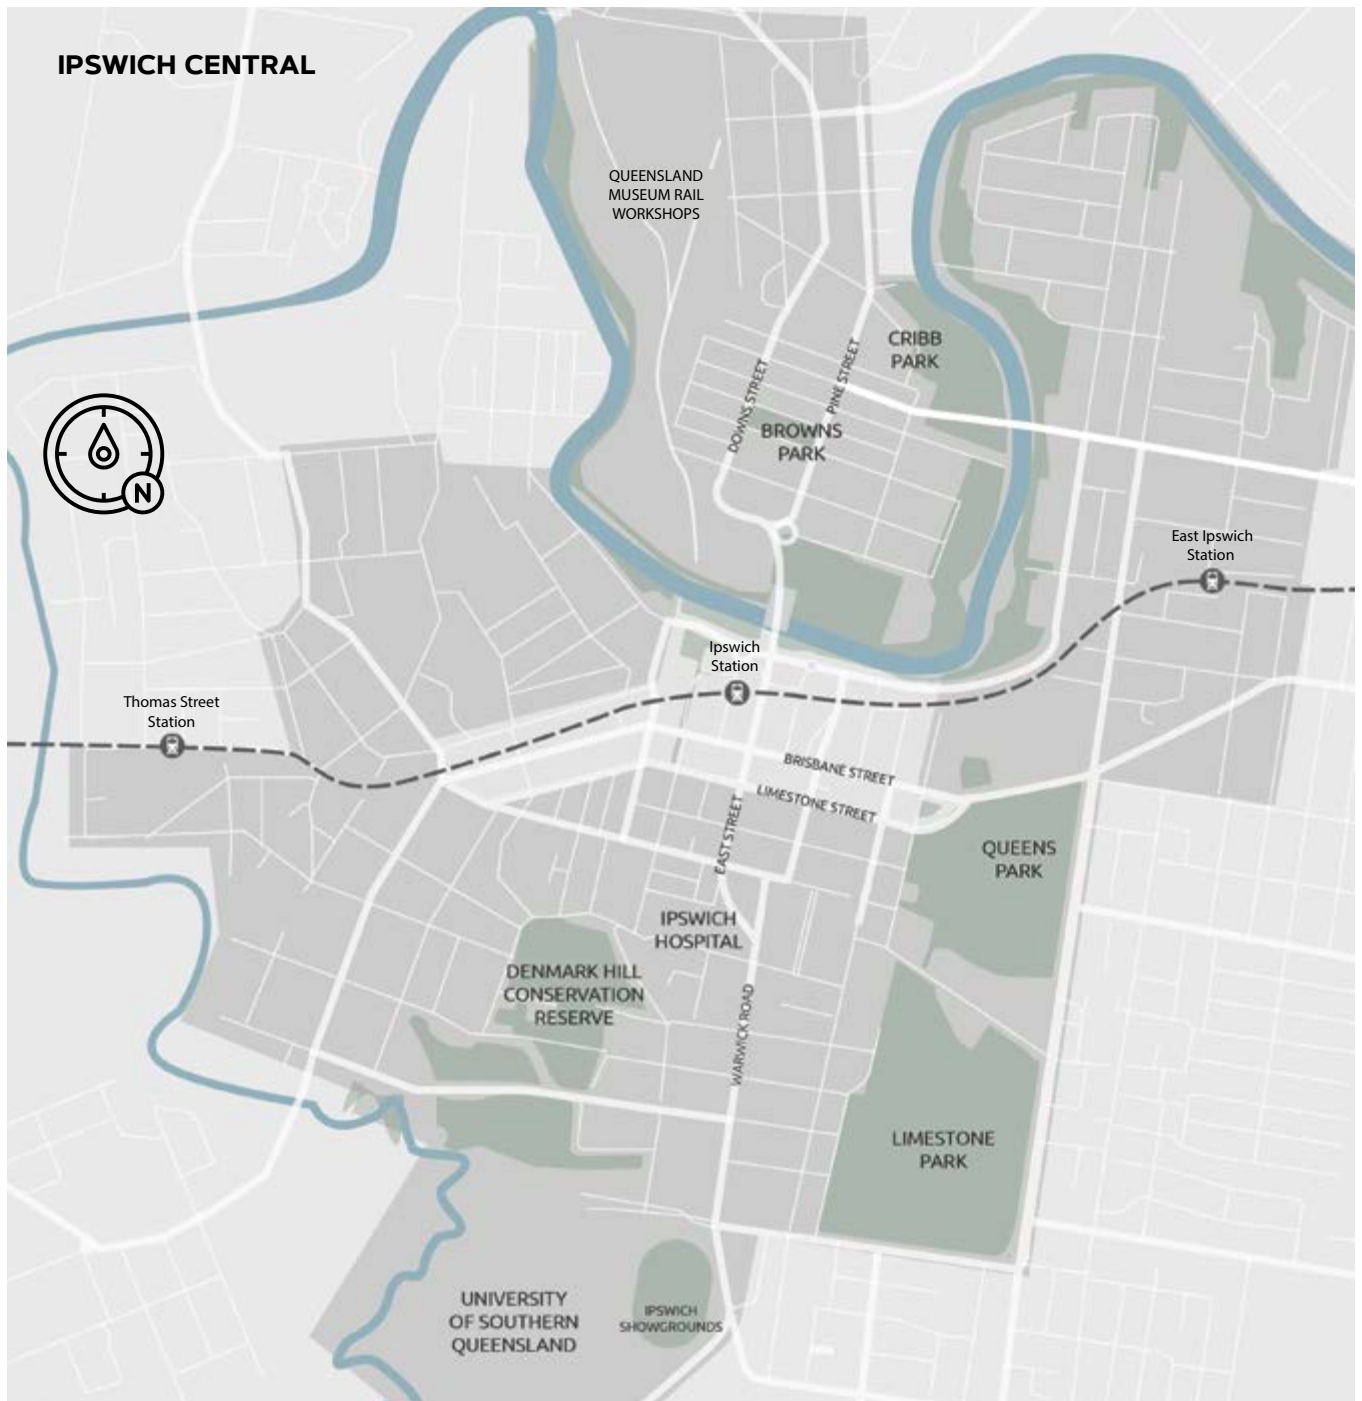 IPSWICH CENTRAL
QUEENSLAND
MUSEUM RAIL
WORKSHOPS
CRIBB
PARK
DOWNS STREET
PINE STREET
BROWNS
PARK
N
East Ipswich
Station
Ipswich
Station
Thomas Street
Station
BRISBANE STREET
LIMESTONE STREET
EAST STREET
QUEENS
PARK
IPSWICH
HOSPITAL
DENMARK HILL
CONSERVATION
RESERVE
WARWICK ROAD
LIMESTONE
PARK
UNIVERSITY
OF SOUTHERN
QUEENSLAND
IPSWICH
SHOWGROUNDS